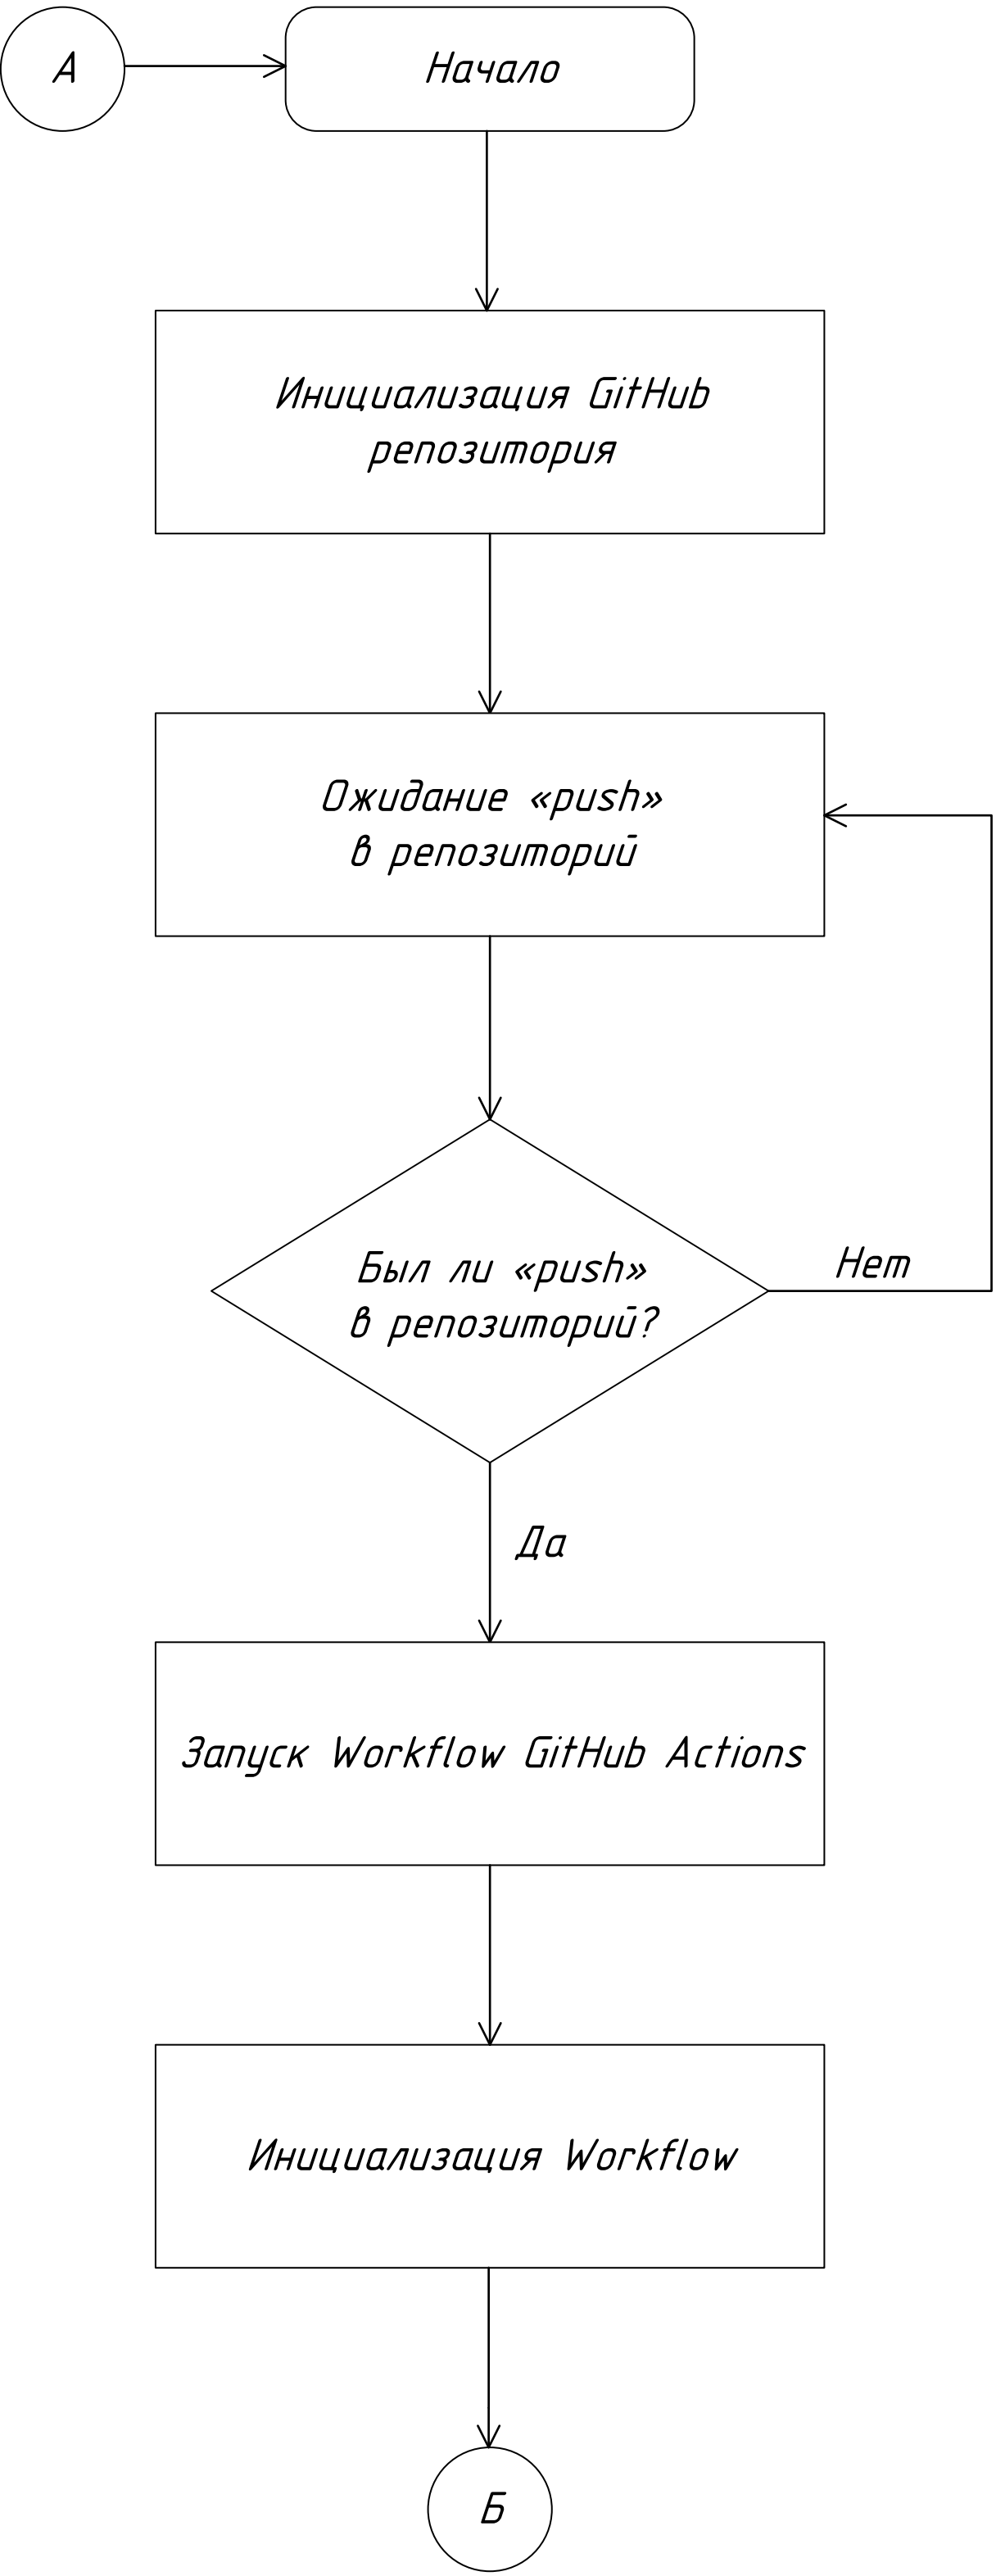 А
Начало
Инициализация GitHub
репозитория
Ожидание «push»
в репозиторий
Был ли «push»
в репозиторий?
Нет
Да
Запуск Workflow GitHub Actions
Инициализация Workflow
Б